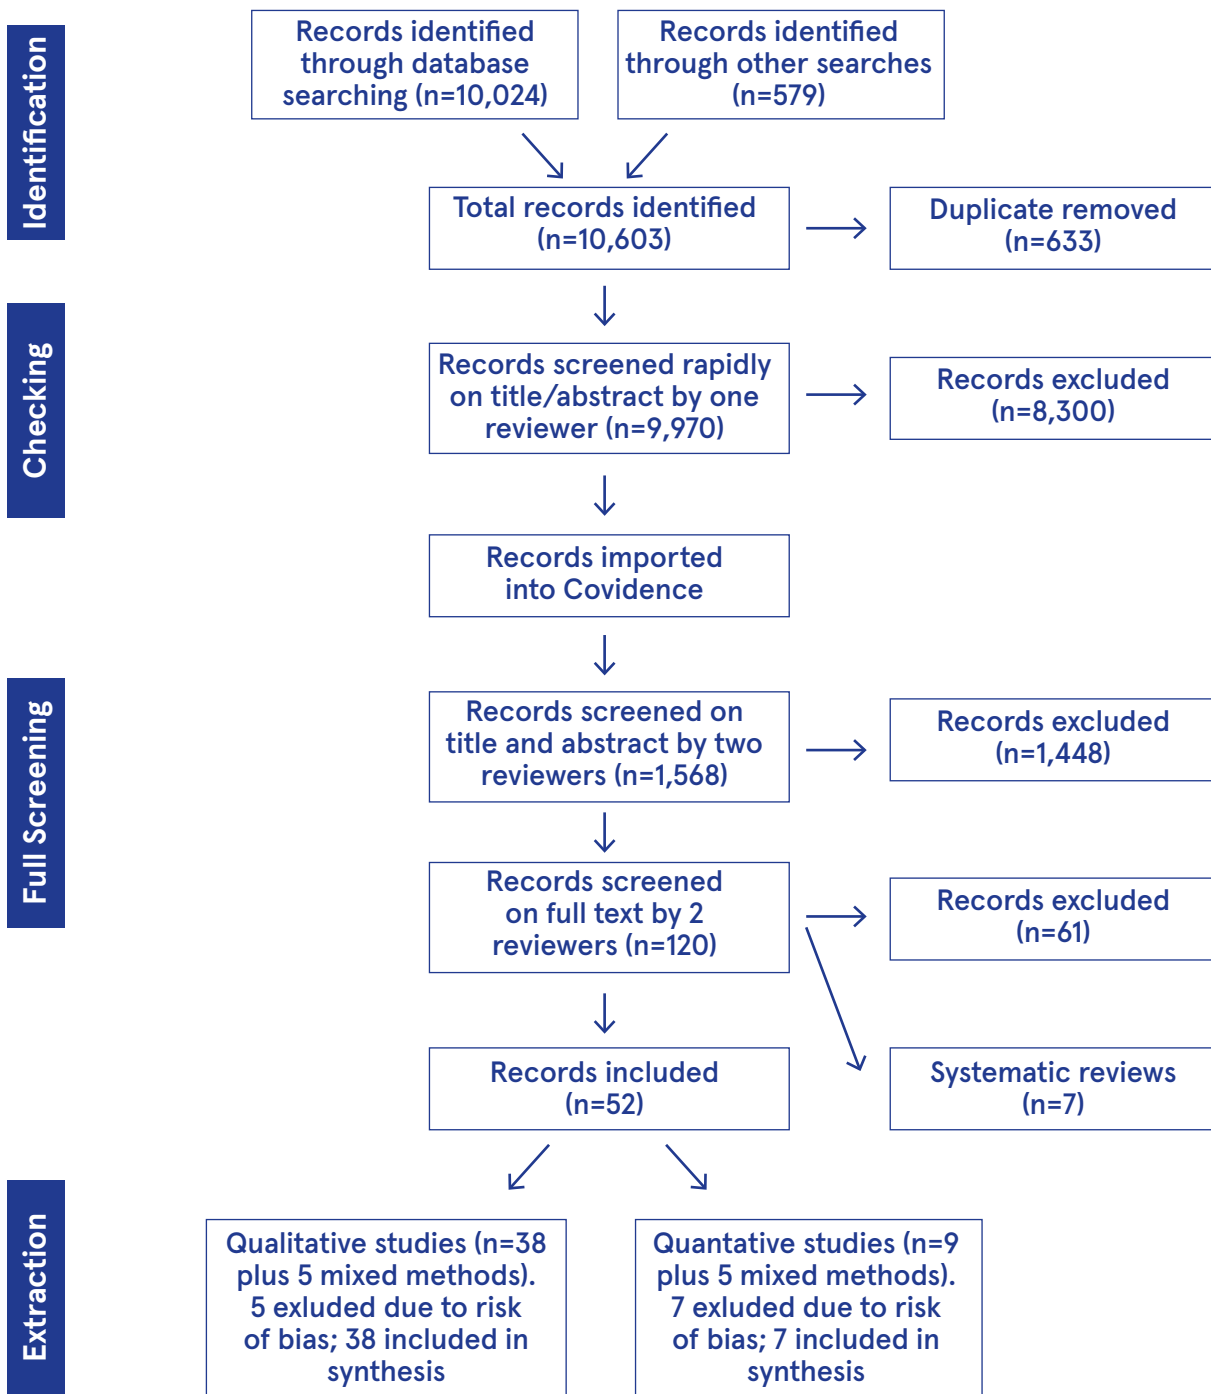 Identification
Records identified
through database
searching (n=10,024)
Records identified
through other searches
(n=579)
Total records identified
(n=10,603)
Duplicate removed
(n=633)
Checking
Records screened rapidly
on title/abstract by one
reviewer (n=9,970)
Records excluded
(n=8,300)
Records imported
into Covidence
Full Screening
Records screened on
title and abstract by two
reviewers (n=1,568)
Records excluded
(n=1,448)
Records screened
on full text by 2
reviewers (n=120)
Records excluded
(n=61)
Records included
(n=52)
Systematic reviews
(n=7)
Extraction
Qualitative studies (n=38
plus 5 mixed methods).
5 exluded due to risk
of bias; 38 included in
synthesis
Quantative studies (n=9
plus 5 mixed methods).
7 exluded due to risk
of bias; 7 included in
synthesis